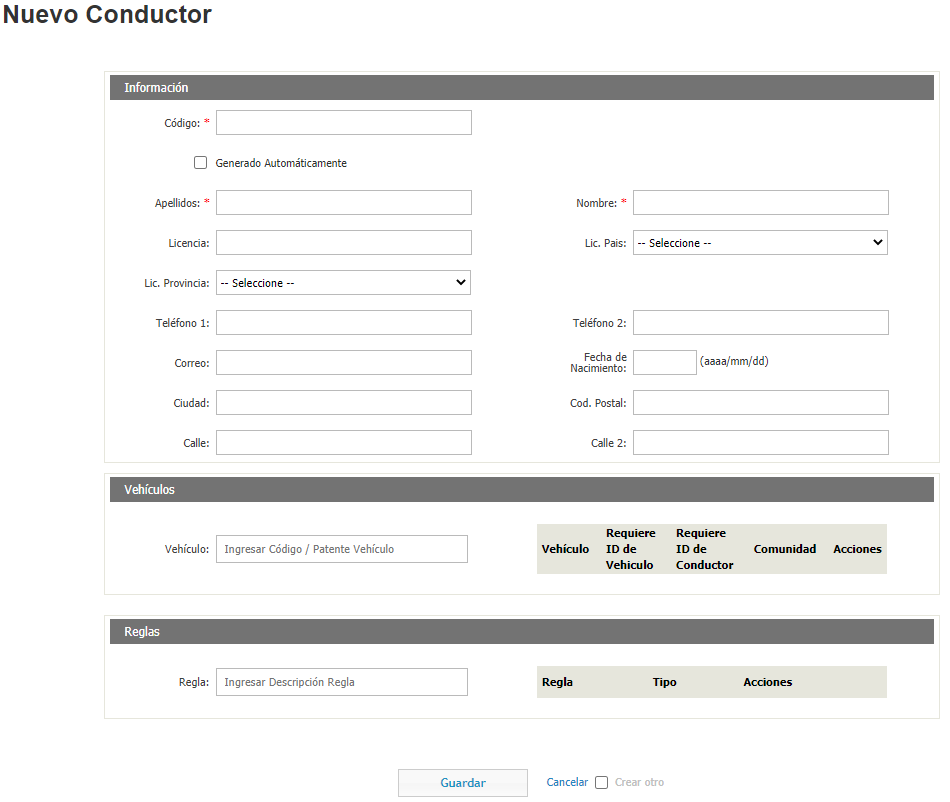 Nuevo Conductor
Información
Código: *
Generado Automáticamente
Apellidos: *
Nombre: *
Licencia:
Lic. Pais: -- Seleccione --
Lic. Provincia: -- Seleccione --
Teléfono 1:
Teléfono 2:
Correo:
Fecha de
Nacimiento:
(aaaa/mm/dd)
Ciudad:
Cod. Postal:
Calle:
Calle 2:
Vehículos
Vehículo: Ingresar Código / Patente Vehículo
Vehículo
Requiere
ID de
Vehiculo
Requiere
ID de
Conductor
Comunidad
Acciones
Reglas
Regla: Ingresar Descripción Regla
Regla Tipo Acciones
Guardar Cancelar Crear otro